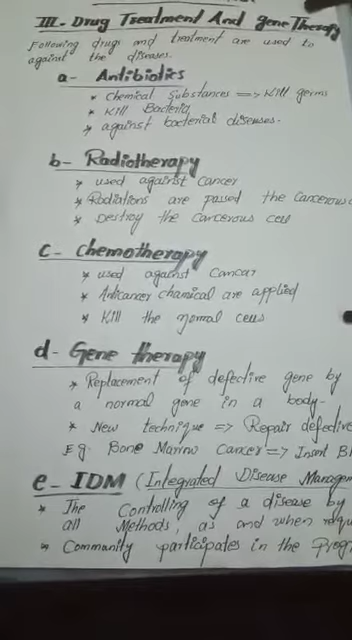 III - Drug Treatment And gene Therapy
Following drugs and treatment are used to
against the diseases.
a- Antibiotics
* chemical substances => Kill germs
* Kill Bacteria
* against bacterial diseases.
b- Radiotherapy
* used against Cancer
* Radiations are passed the Cancerous
* Destroy the Cancerous cell
C- Chemotherapy
* used against Cancar
* Anticancer chamical are applied
* Kill the normal cells
d- Gene therapy
* Replacement of defective gene by
a normal gene in a body-
* New technique => Repair defective
Eg. Bone Marrow Cancer => Insert
e- IDM (Integrated Disease
* The Controlling of a disease by
all Methods, as and when
* Community participates in the